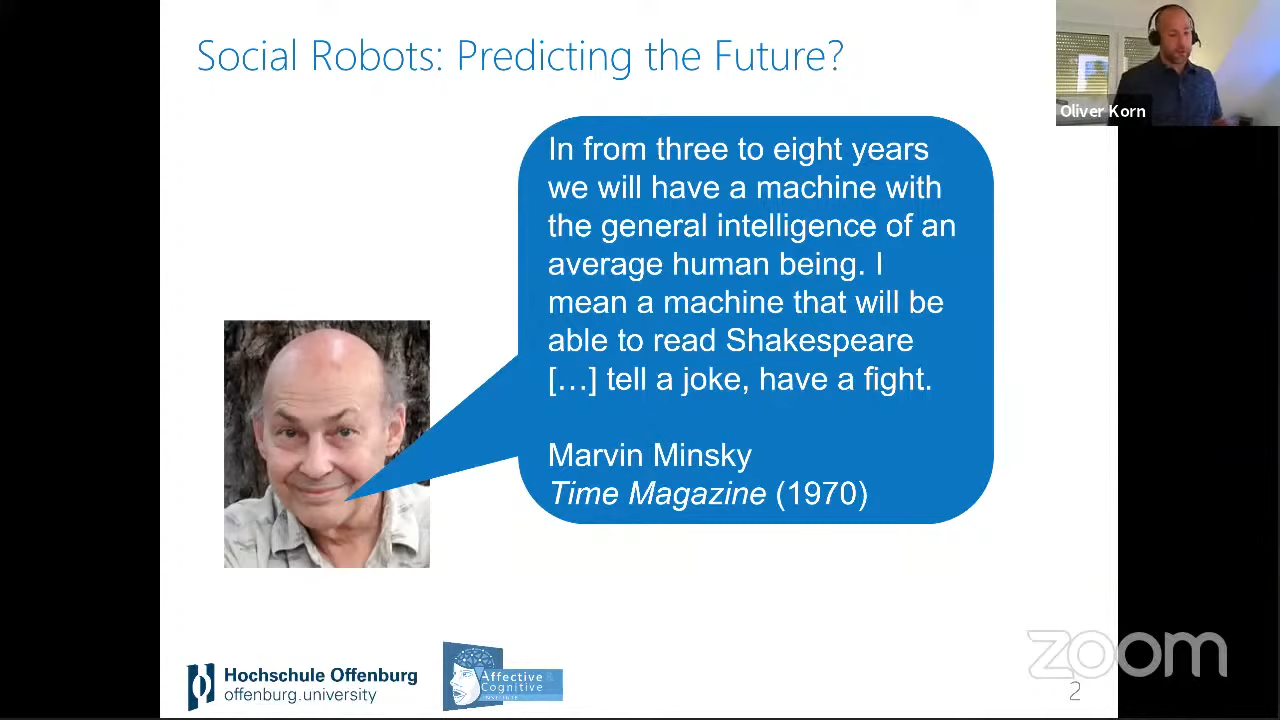 Social Robots: Predicting the Future?
Oliver Korn
In from three to eight years
we will have a machine with
the general intelligence of an
average human being. I
mean a machine that will be
able to read Shakespeare
[…] tell a joke, have a fight.
Marvin Minsky
Time Magazine (1970)
Hochschule Offenburg
offenburg.university
Affective &
Cognitive
INSTITUTE
zoom
2